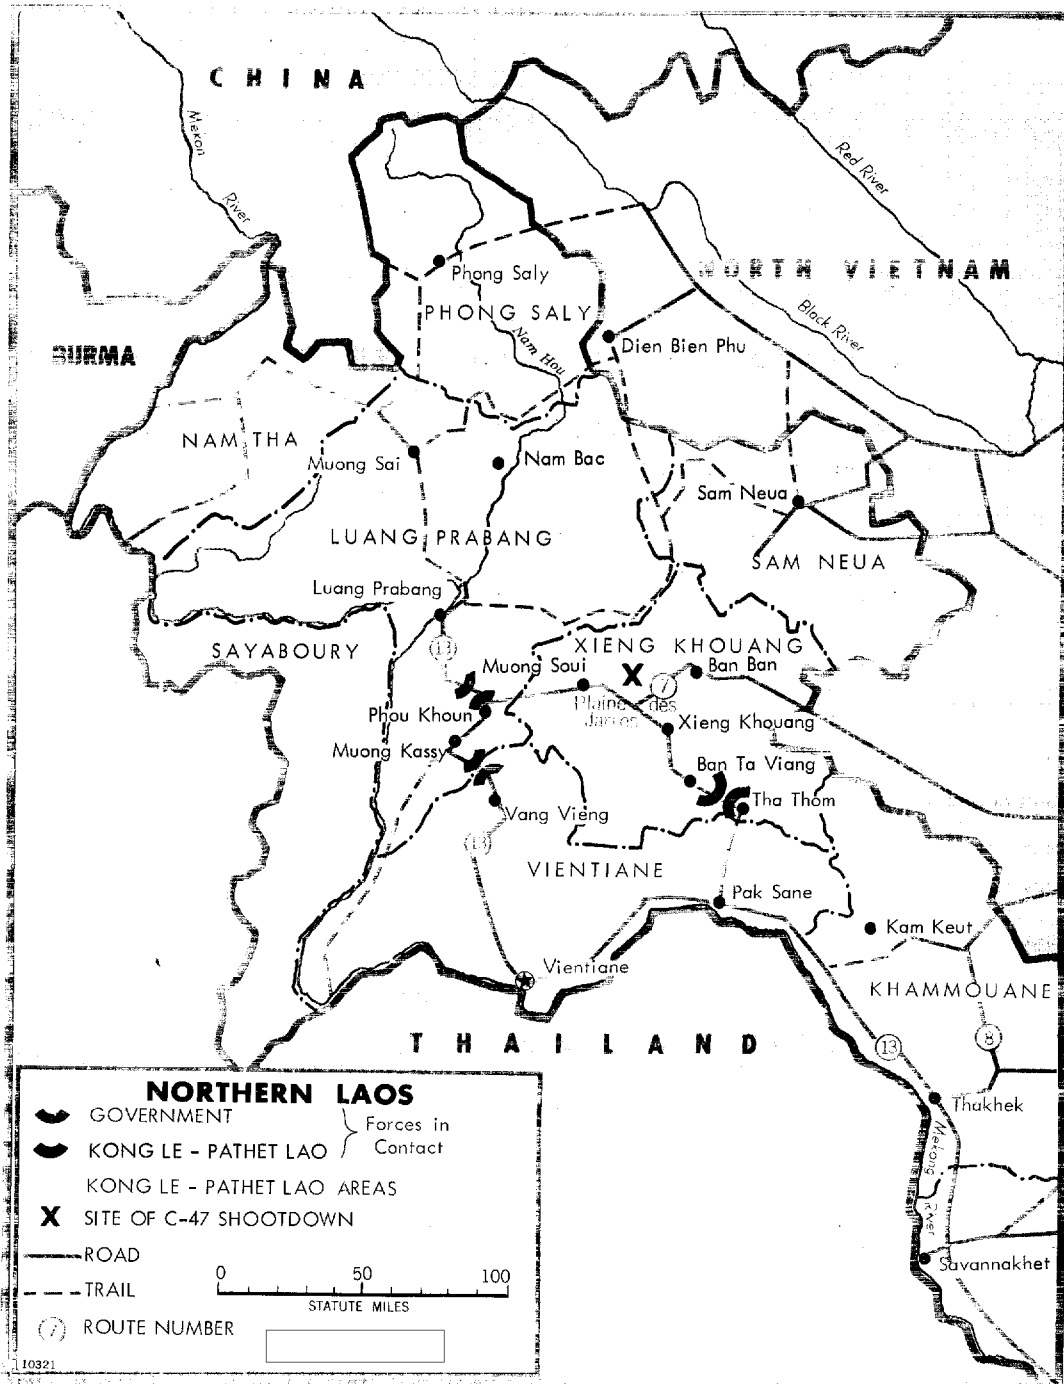 CHINA
Mekon
River
Red River
NORTH VIETNAM
Phong Saly
PHONG SALY
Nam Hou
Black River
Dien Bien Phu
BURMA
NAM THA
Muong Sai
Nam Bac
Sam Neua
LUANG PRABANG
SAM NEUA
Luang Prabang
SAYABOURY
13
XIENG KHOUANG
Muong Soui
X
7
Ban Ban
Plaine des
Jarres
Phou Khoun
Xieng Khouang
Muong Kassy
Ban Ta Viang
Tha Thom
Vang Vieng
13
VIENTIANE
Pak Sane
Kam Keut
Vientiane
KHAMMOUANE
THAILAND
13
8
Thakhek
Mekong
River
Savannakhet
NORTHERN LAOS
GOVERNMENT
KONG LE - PATHET LAO
Forces in
Contact
KONG LE - PATHET LAO AREAS
X SITE OF C-47 SHOOTDOWN
ROAD
TRAIL
7 ROUTE NUMBER
0 50 100
STATUTE MILES
10321